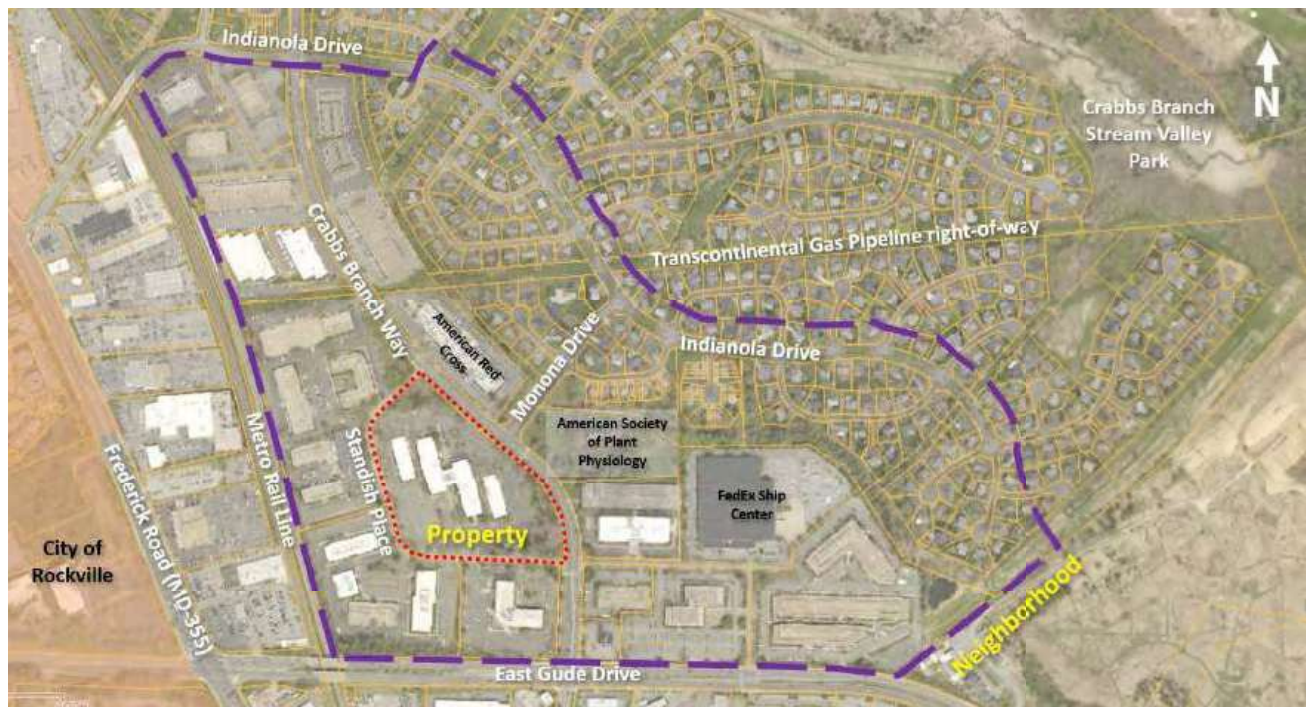 Indianola Drive
N
Crabbs Branch
Stream Valley
Park
Crabbs Branch Way
Transcontinental Gas Pipeline right-of-way
American Red
Cross
Monona Drive
Indianola Drive
American Society
of Plant
Physiology
FedEx Ship
Center
Standish Place
Metro Rail Line
Frederick Road (MD-355)
Property
City of
Rockville
Neighborhood
East Gude Drive